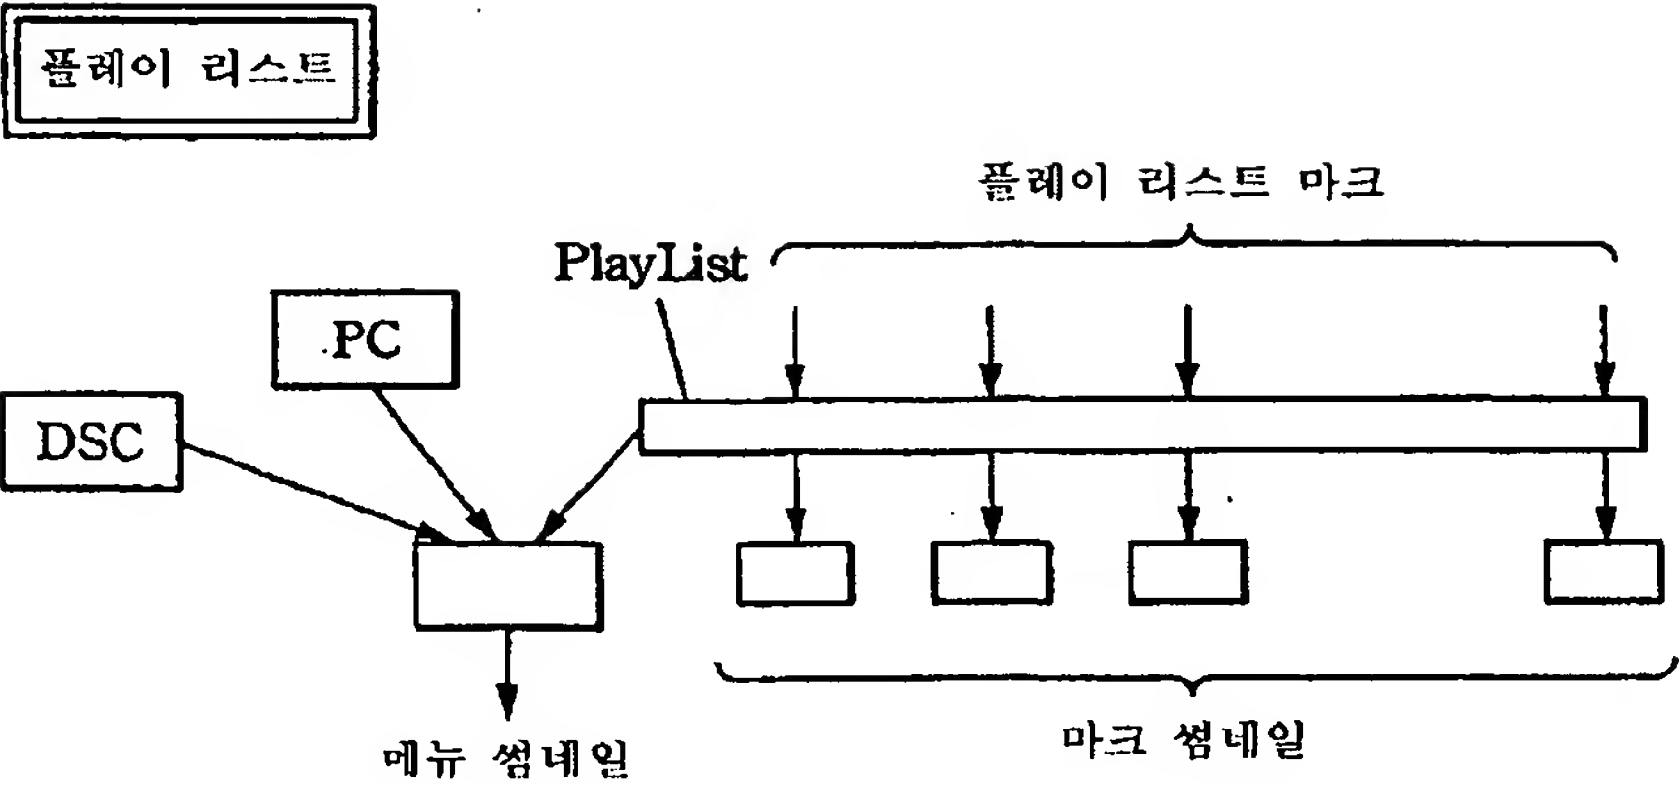 플레이 리스트
플레이 리스트 마크
PlayList
PC
DSC
메뉴 썸네일
마크 썸네일